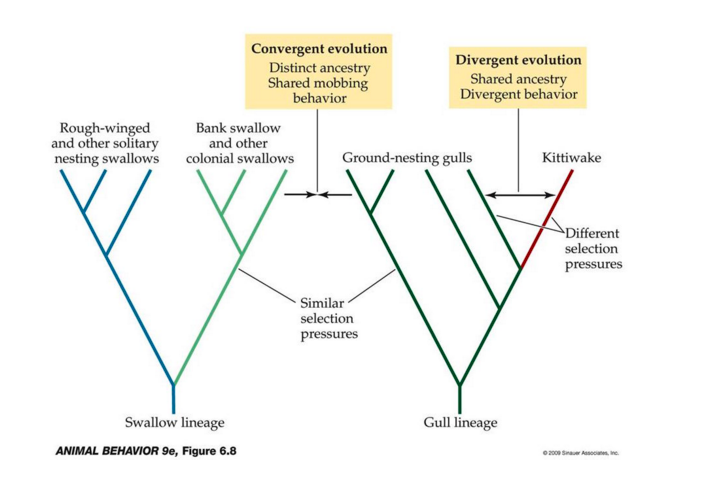 Convergent evolution
Distinct ancestry
Shared mobbing
behavior
Divergent evolution
Shared ancestry
Divergent behavior
Rough-winged
and other solitary
nesting swallows
Bank swallow
and other
colonial swallows
Ground-nesting gulls
Kittiwake
Different
selection
pressures
Similar
selection
pressures
Swallow lineage
Gull lineage
ANIMAL BEHAVIOR 9e, Figure 6.8
© 2009 Sinauer Associates, Inc.